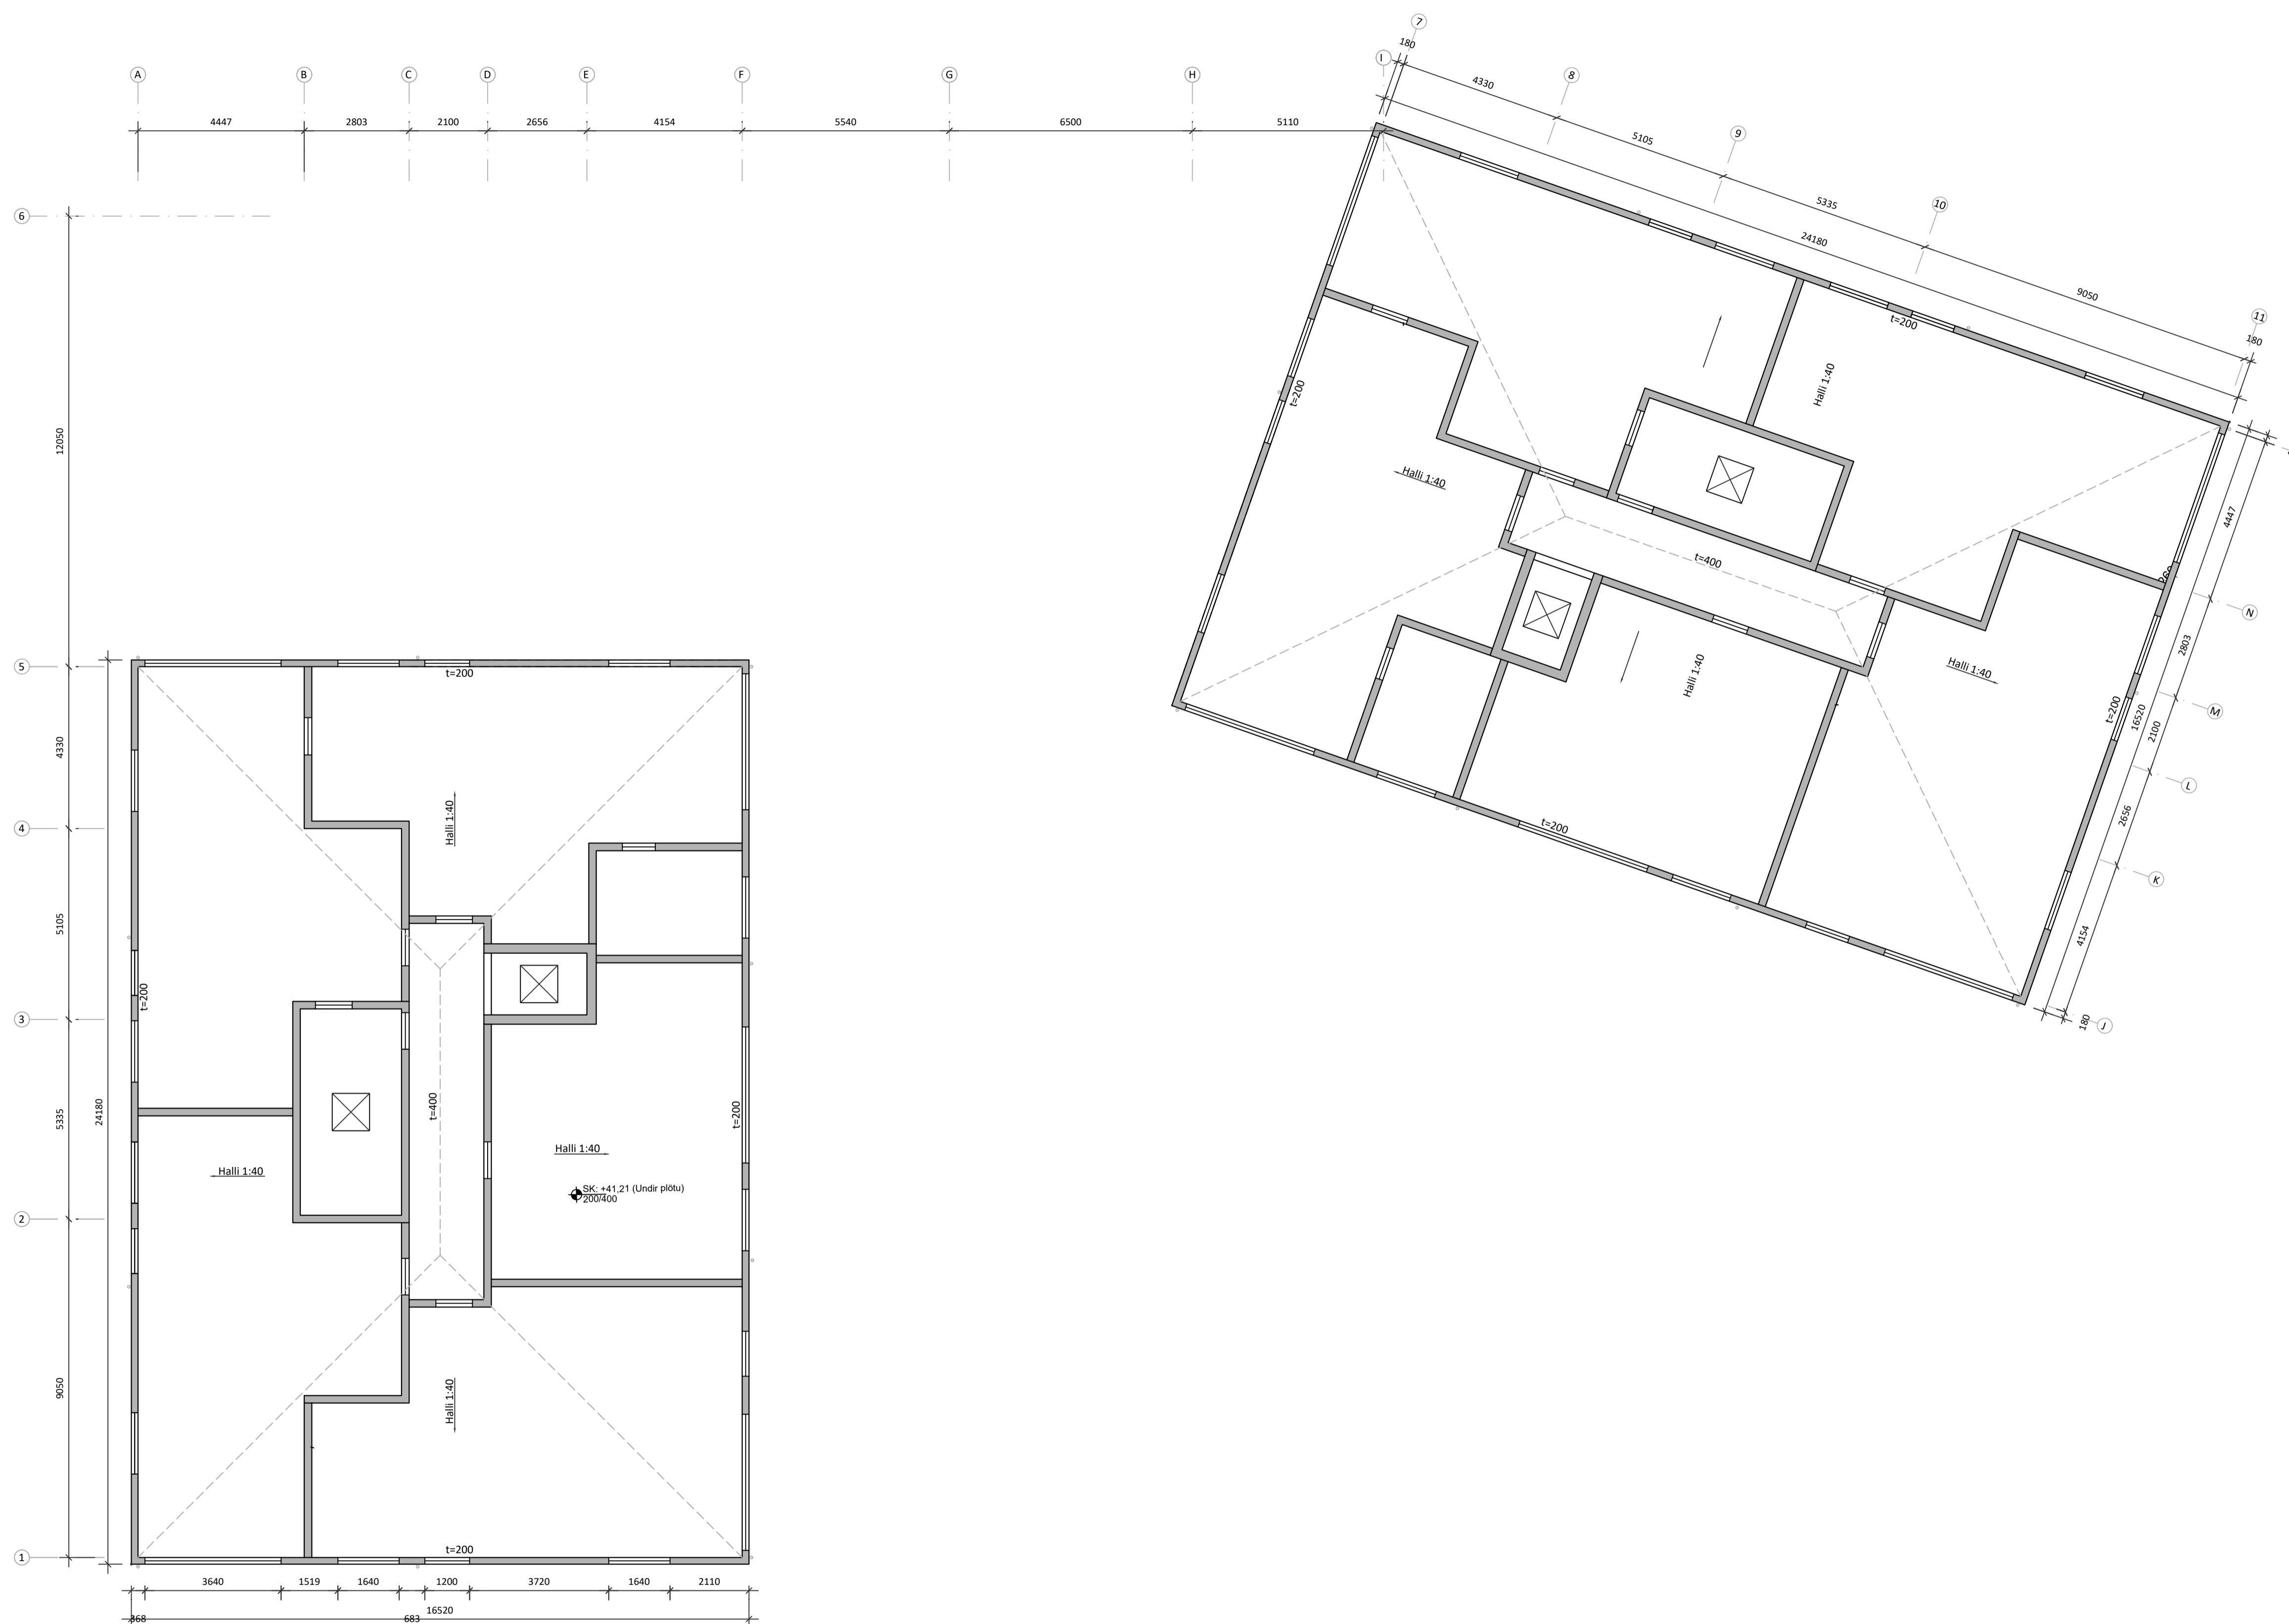 7
180
I
8
4330
A
B
C
D
E
F
G
H
4447
2803
2100
2656
4154
5540
6500
5110
9
5105
10
5335
24180
9050
11
180
6
12050
t=200
Halli 1:40
t=200
Halli 1:40
t=400
4447
N
2803
M
16520
2100
L
2656
K
4154
180
J
t=200
Halli 1:40
Halli 1:40
t=200
5
t=200
4330
4
Halli 1:40
5105
t=200
3
5335
24180
t=400
t=200
Halli 1:40
Halli 1:40
SK: +41,21 (Undir plötu)
200/400
2
9050
Halli 1:40
t=200
1
3640
1519
1640
1200
3720
1640
2110
16520
368
683